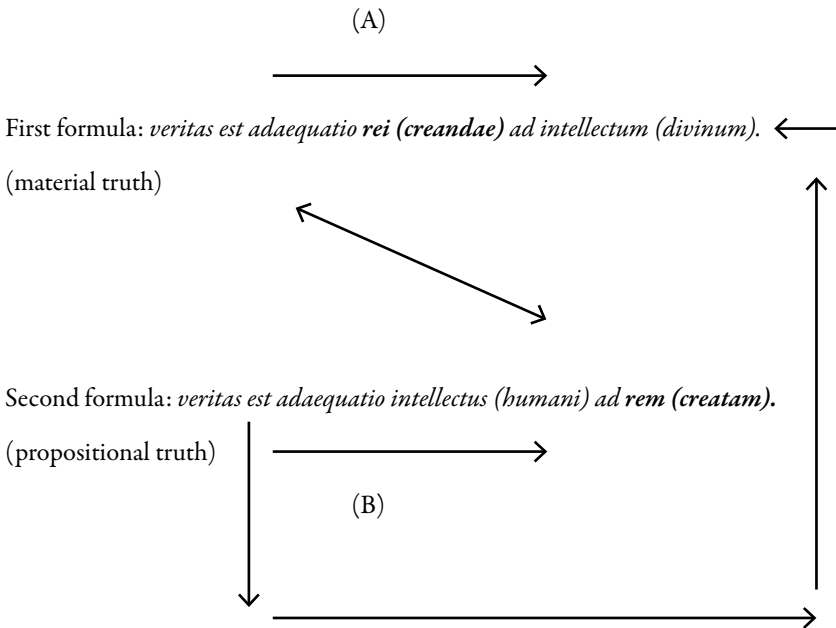 (A)
First formula: veritas est adaequatio rei (creandae) ad intellectum (divinum).
(material truth)
Second formula: veritas est adaequatio intellectus (humani) ad rem (creatam).
(propositional truth)
(B)